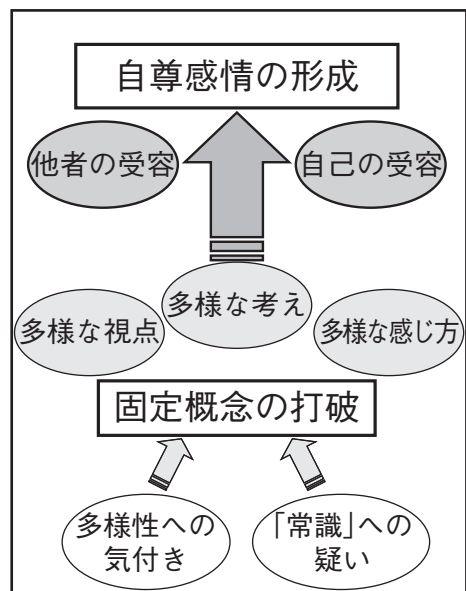 自尊感情の形成
他者の受容
自己の受容
多様な考え
多様な視点
多様な感じ方
固定概念の打破
多様性への
気付き
「常識」への
疑い